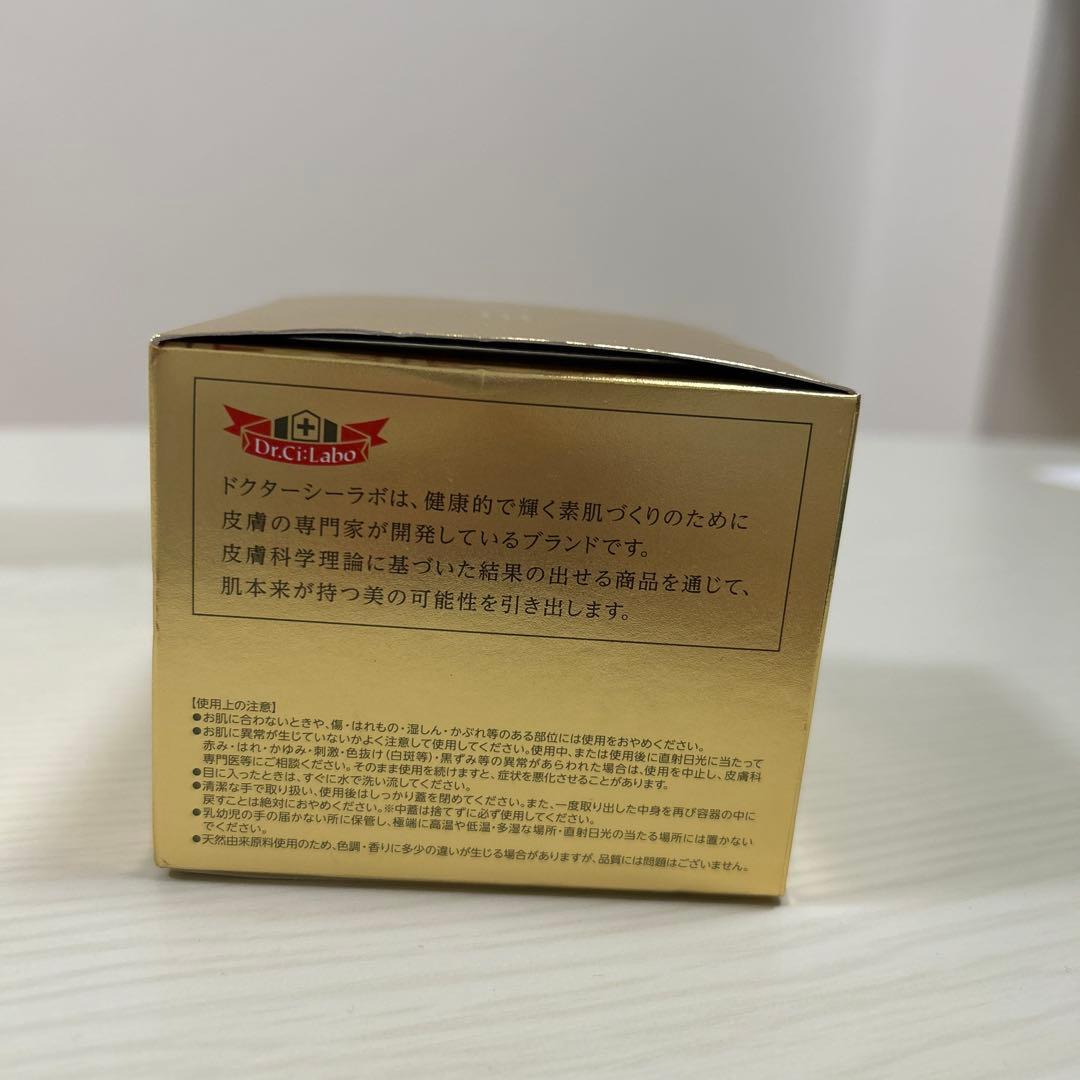 Dr.Ci:Labo
ドクターシーラボは、健康的で輝く素肌づくりのために
皮膚の専門家が開発しているブランドです。
皮膚科学理論に基づいた結果の出せる商品を通じて、
肌本来が持つ美の可能性を引き出します。
【使用上の注意】
●お肌に合わないときや、傷・はれもの・湿しん・かぶれ等のある部位には使用をおやめください。
●お肌に異常が生じていないかよく注意して使用してください。使用中、または使用後に直射日光に当たって
赤み・はれ・かゆみ・刺激・色抜け(白斑等)・黒ずみ等の異常があらわれた場合は、使用を中止し、皮膚科
専門医等にご相談ください。そのまま使用を続けますと、症状を悪化させることがあります。
●目に入ったときは、すぐに水で洗い流してください。
●清潔な手で取り扱い、使用後はしっかり蓋を閉めてください。また、一度取り出した中身を再び容器の中に
戻すことは絶対におやめください。※中蓋は捨てずに必ず使用してください。
●乳幼児の手の届かない所に保管し、極端に高温や低温・多湿な場所・直射日光の当たる場所には置かない
でください。
●天然由来原料使用のため、色調・香りに多少の違いが生じる場合がありますが、品質には問題はございません。